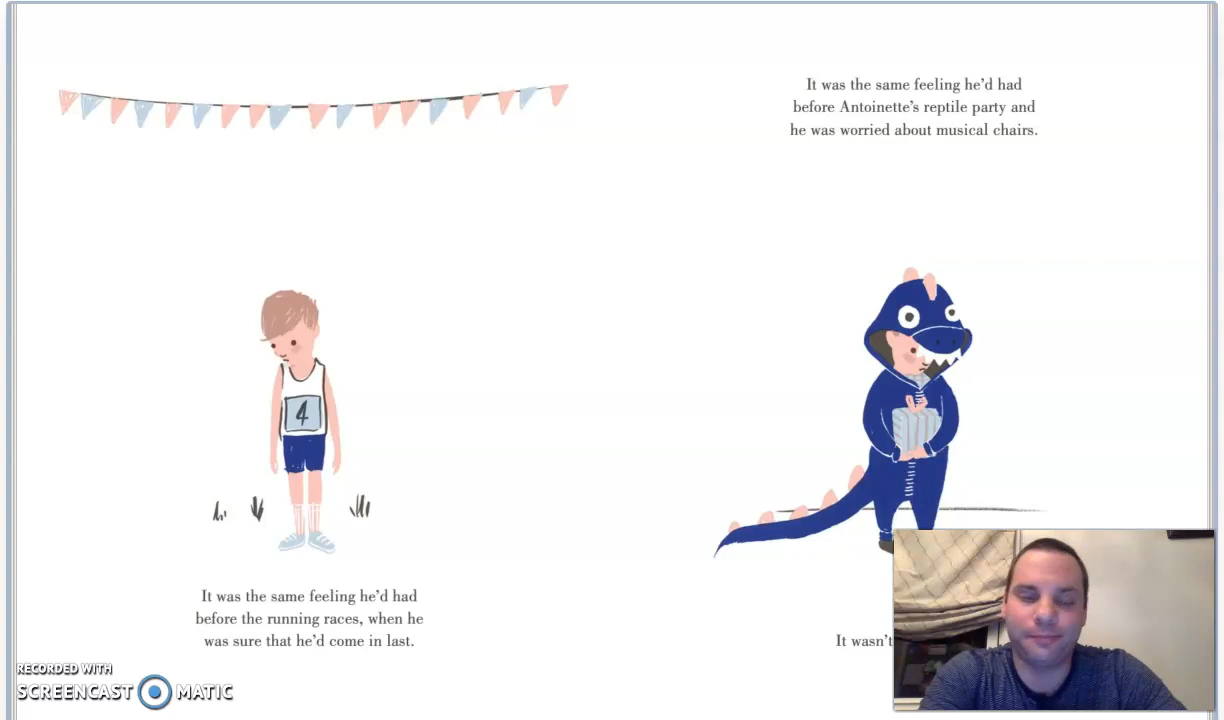 It was the same feeling he'd had
before Antoinette's reptile party and
he was worried about musical chairs.
4
It was the same feeling he'd had
before the running races, when he
was sure that he'd come in last.
It wasn't
RECORDED WITH
SCREENCAST MATIC